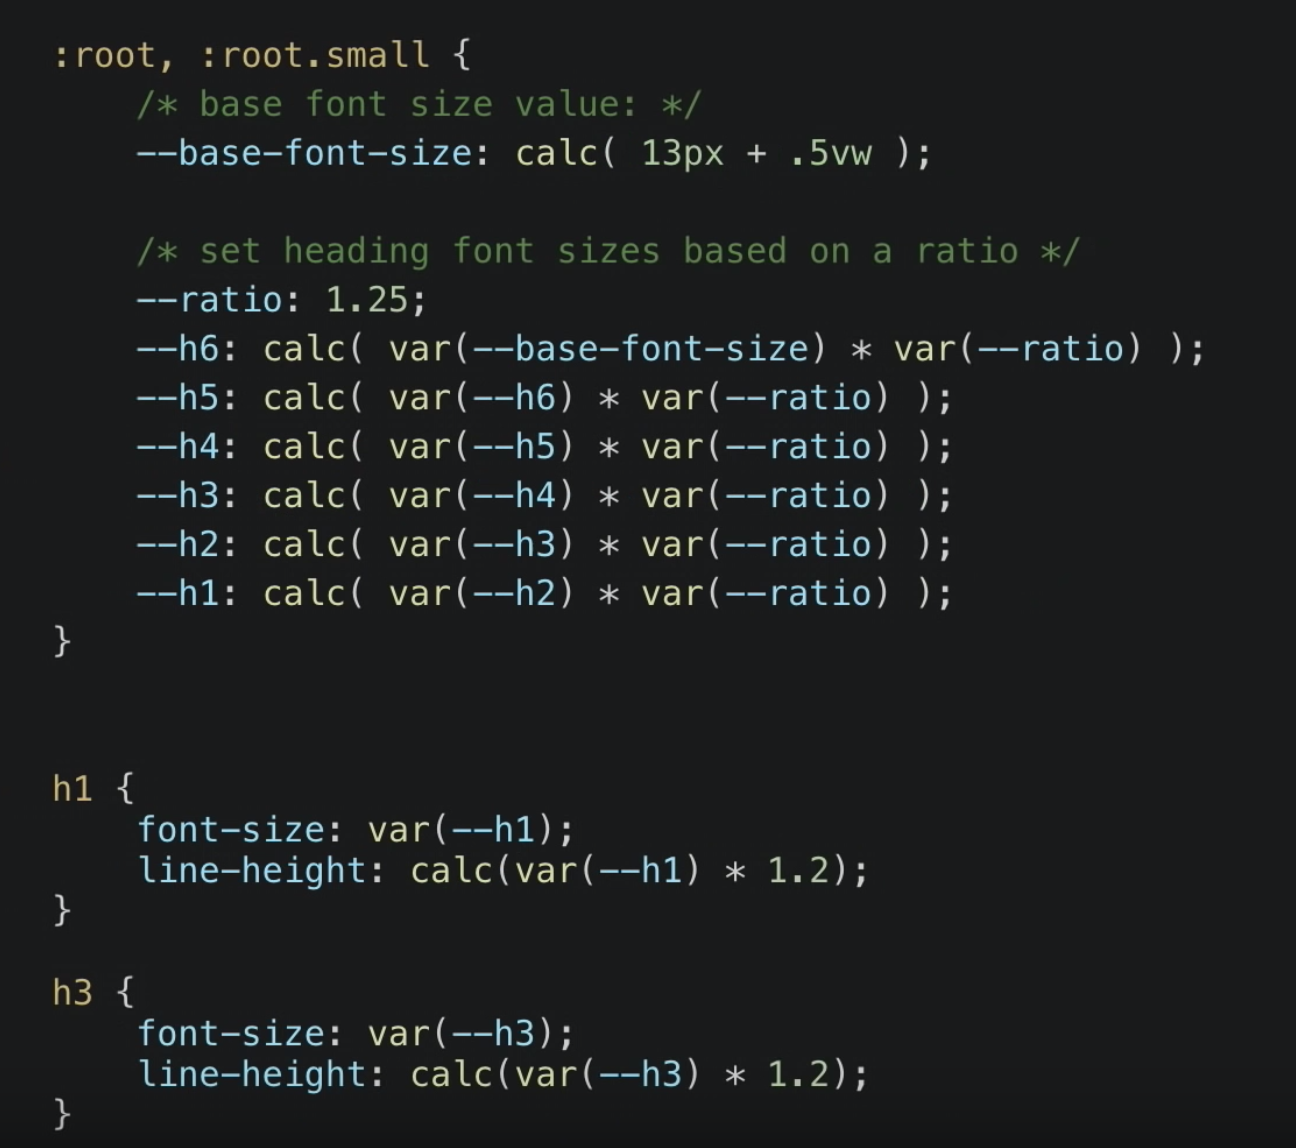 :root, :root.small {
/* base font size value: */
--base-font-size: calc( 13px + .5vw );
/* set heading font sizes based on a ratio */
--ratio: 1.25;
--h6: calc( var(--base-font-size) * var(--ratio) );
--h5: calc( var(--h6) * var(--ratio) );
--h4: calc( var(--h5) * var(--ratio) );
--h3: calc( var(--h4) * var(--ratio) );
--h2: calc( var(--h3) * var(--ratio) );
--h1: calc( var(--h2) * var(--ratio) );
}
h1 {
font-size: var(--h1);
line-height: calc(var(--h1) * 1.2);
}
h3 {
font-size: var(--h3);
line-height: calc(var(--h3) * 1.2);
}